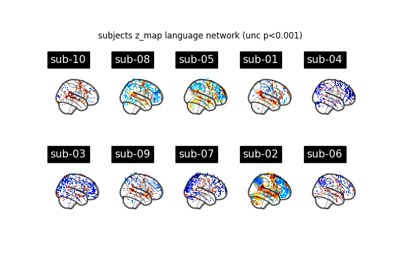 subjects z_map language network (unc p<0.001)
sub-10 sub-08 sub-05 sub-01 sub-04
sub-03 sub-09 sub-07 sub-02 sub-06